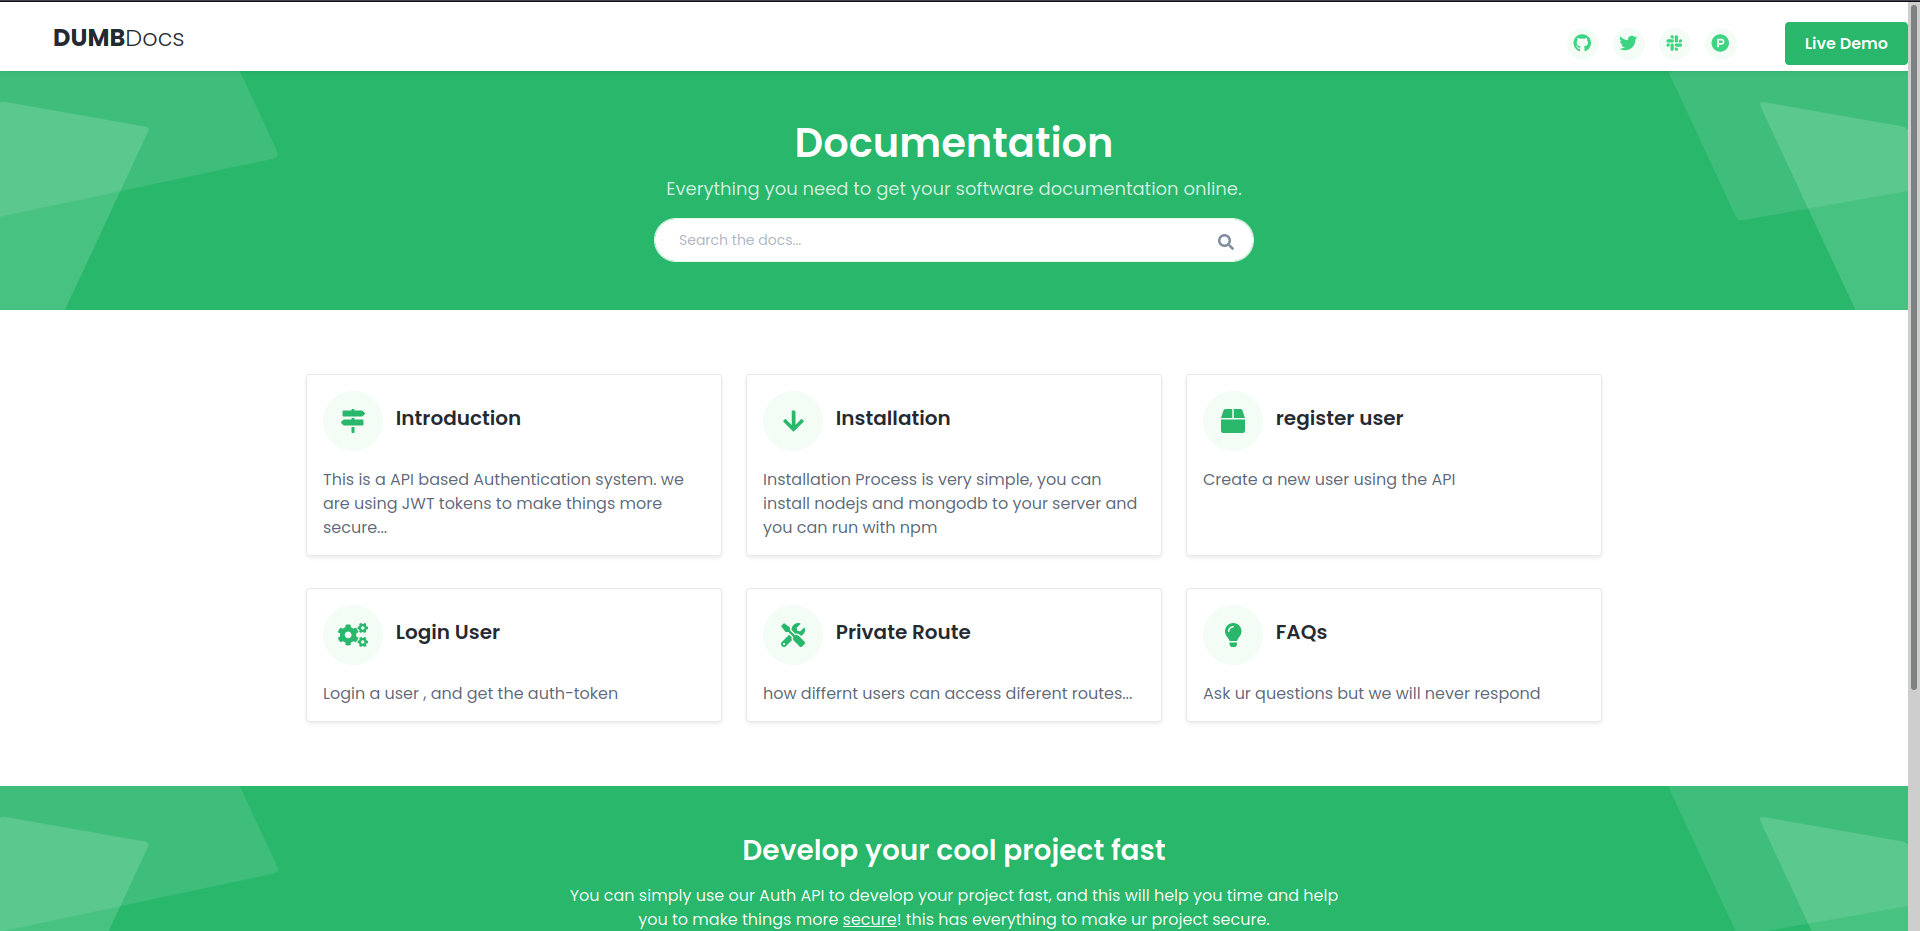 DUMBDocs
Live Demo
Documentation
Everything you need to get your software documentation online.
Search the docs...
Introduction
This is a API based Authentication system. we
are using JWT tokens to make things more
secure...
Installation
Installation Process is very simple, you can
install nodejs and mongodb to your server and
you can run with npm
register user
Create a new user using the API
Login User
Login a user , and get the auth-token
Private Route
how differnt users can access diferent routes...
FAQs
Ask ur questions but we will never respond
Develop your cool project fast
You can simply use our Auth API to develop your project fast, and this will help you time and help
you to make things more secure! this has everything to make ur project secure.